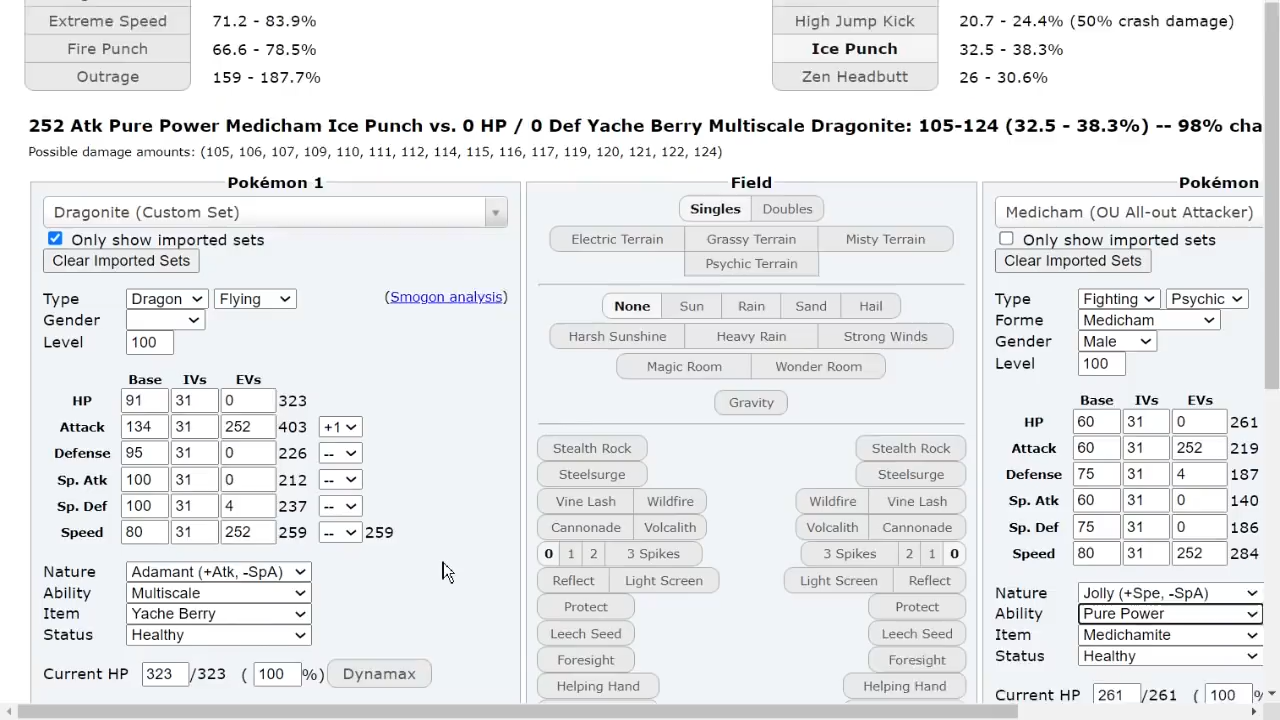 Extreme Speed 71.2 - 83.9% High Jump Kick 20.7 - 24.4% (50% crash damage)
Fire Punch 66.6 - 78.5% Ice Punch 32.5 - 38.3%
Outrage 159 - 187.7% Zen Headbutt 26 - 30.6%
252 Atk Pure Power Medicham Ice Punch vs. 0 HP / 0 Def Yache Berry Multiscale Dragonite: 105-124 (32.5 - 38.3%) -- 98% cha
Possible damage amounts: (105, 106, 107, 109, 110, 111, 112, 114, 115, 116, 117, 119, 120, 121, 122, 124)
Pokémon 1
Dragonite (Custom Set)
Only show imported sets
Clear Imported Sets
Type Dragon Flying (Smogon analysis)
Gender
Level 100
Base IVs EVs
HP 91 31 0 323
Attack 134 31 252 403 +1
Defense 95 31 0 226 --
Sp. Atk 100 31 0 212 --
Sp. Def 100 31 4 237 --
Speed 80 31 252 259 -- 259
Nature Adamant (+Atk, -SpA)
Ability Multiscale
Item Yache Berry
Status Healthy
Current HP 323 /323 ( 100 %) Dynamax
Field
Singles Doubles
Electric Terrain Grassy Terrain Misty Terrain
Psychic Terrain
None Sun Rain Sand Hail
Harsh Sunshine Heavy Rain Strong Winds
Magic Room Wonder Room
Gravity
Stealth Rock Stealth Rock
Steelsurge Steelsurge
Vine Lash Wildfire Wildfire Vine Lash
Cannonade Volcalith Volcalith Cannonade
0 1 2 3 Spikes 3 Spikes 2 1 0
Reflect Light Screen Light Screen Reflect
Protect Protect
Leech Seed Leech Seed
Foresight Foresight
Helping Hand Helping Hand
Pokémon
Medicham (OU All-out Attacker)
Only show imported sets
Clear Imported Sets
Type Fighting Psychic
Forme Medicham
Gender Male
Level 100
Base IVs EVs
HP 60 31 0 261
Attack 60 31 252 219
Defense 75 31 4 187
Sp. Atk 60 31 0 140
Sp. Def 75 31 0 186
Speed 80 31 252 284
Nature Jolly (+Spe, -SpA)
Ability Pure Power
Item Medichamite
Status Healthy
Current HP 261 /261 ( 100 %